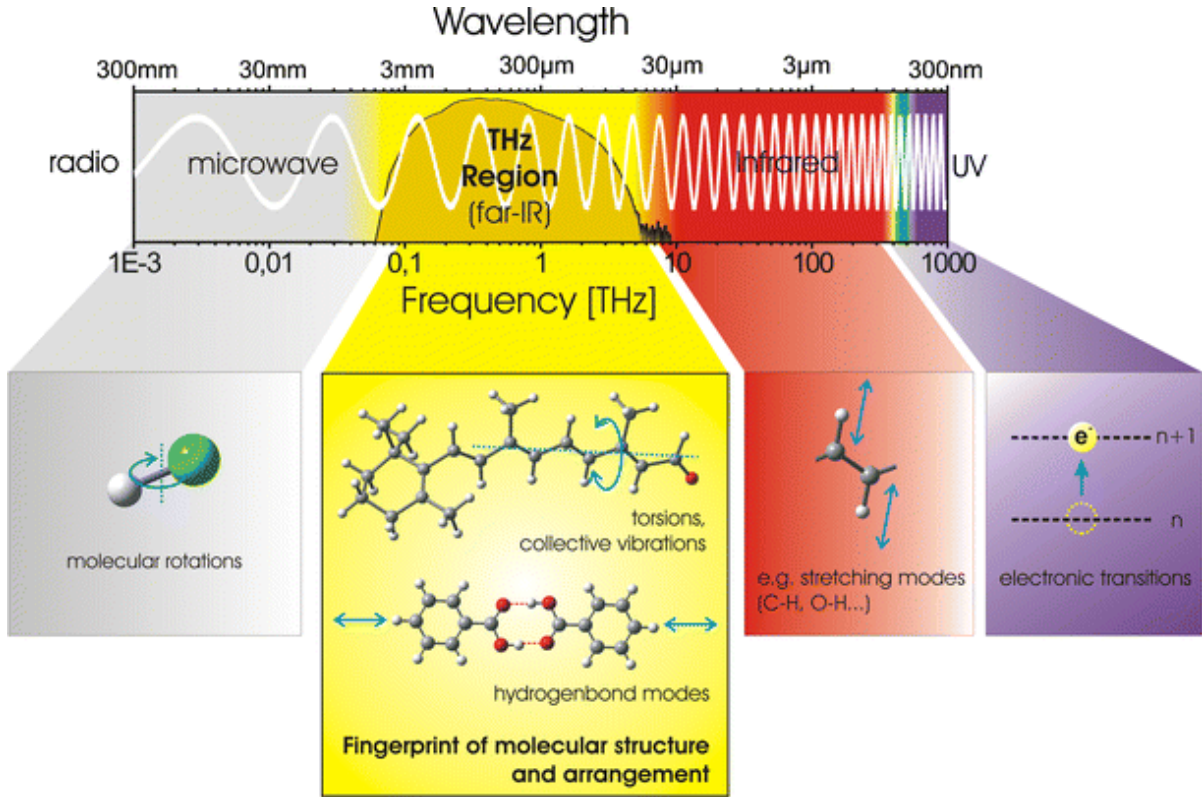 Wavelength
300mm 30mm 3mm 300µm 30µm 3µm 300nm
radio microwave THz Region (far-IR) Infrared UV
1E-3 0,01 0,1 1 10 100 1000
Frequency [THz]
molecular rotations
torsions,
collective vibrations
hydrogenbond modes
Fingerprint of molecular structure
and arrangement
e.g. stretching modes
(C-H, O-H...)
e- n+1
n
electronic transitions